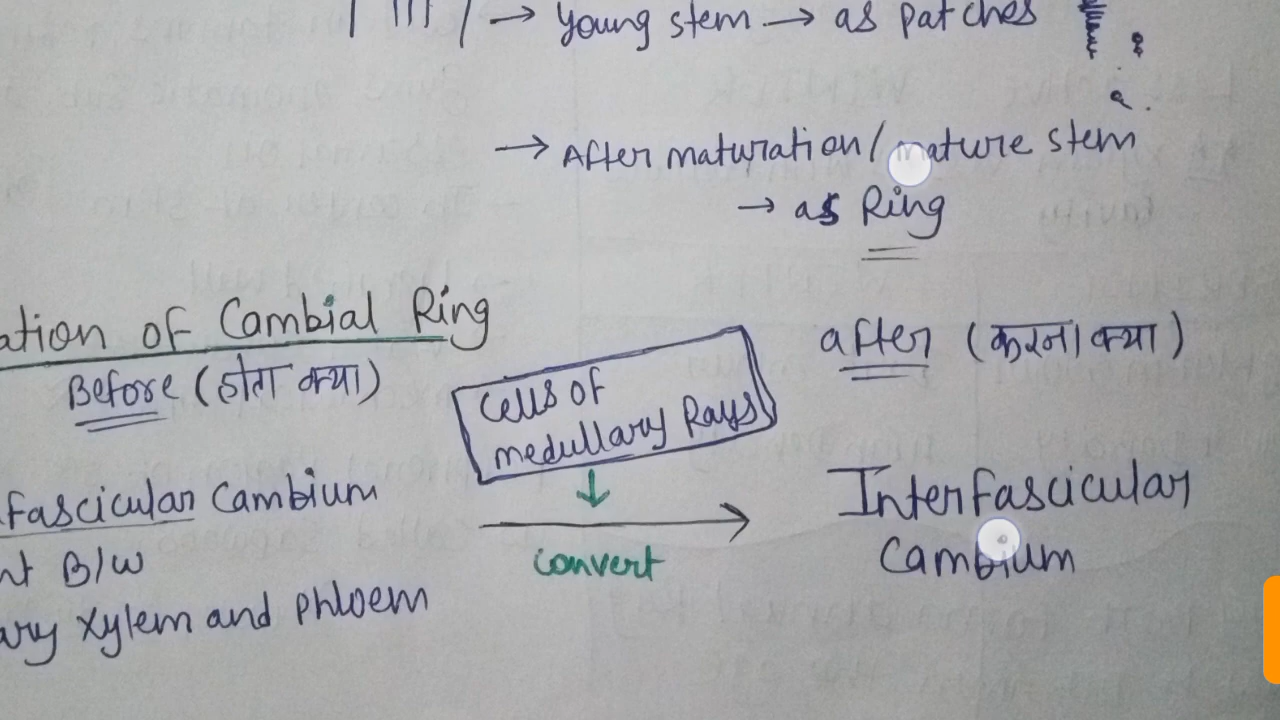 → Young stem → as patches
→ After maturation / mature stem
→ as Ring
ation of Cambial Ring
Before (होता क्या)
after (करना क्या)
Cells of
medullary Rays
fascicular Cambium
nt B/W
ary Xylem and Phloem
convert
Interfascicular
Cambium